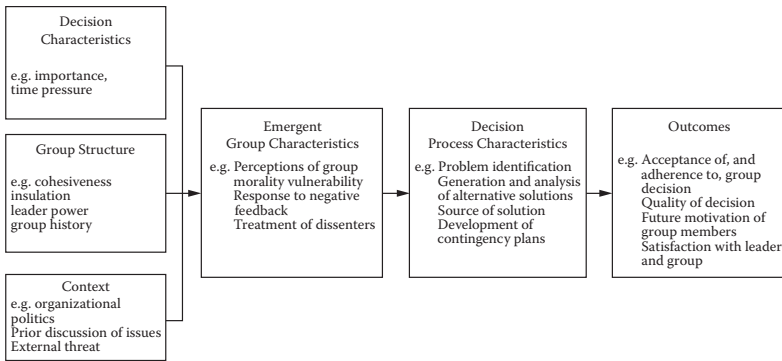 Decision
Characteristics
e.g. importance,
time pressure
Group Structure
e.g. cohesiveness
insulation
leader power
group history
Context
e.g. organizational
politics
Prior discussion of issues
External threat
Emergent
Group Characteristics
e.g. Perceptions of group
morality vulnerability
Response to negative
feedback
Treatment of dissenters
Decision
Process Characteristics
e.g. Problem identification
Generation and analysis
of alternative solutions
Source of solution
Development of
contingency plans
Outcomes
e.g. Acceptance of, and
adherence to, group
decision
Quality of decision
Future motivation of
group members
Satisfaction with leader
and group